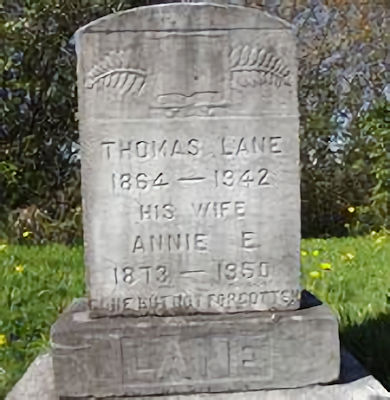 THOMAS LANE
1864 — 1942
HIS WIFE
ANNIE E.
1873 — 1950
GONE BUT NOT FORGOTTEN
LANE